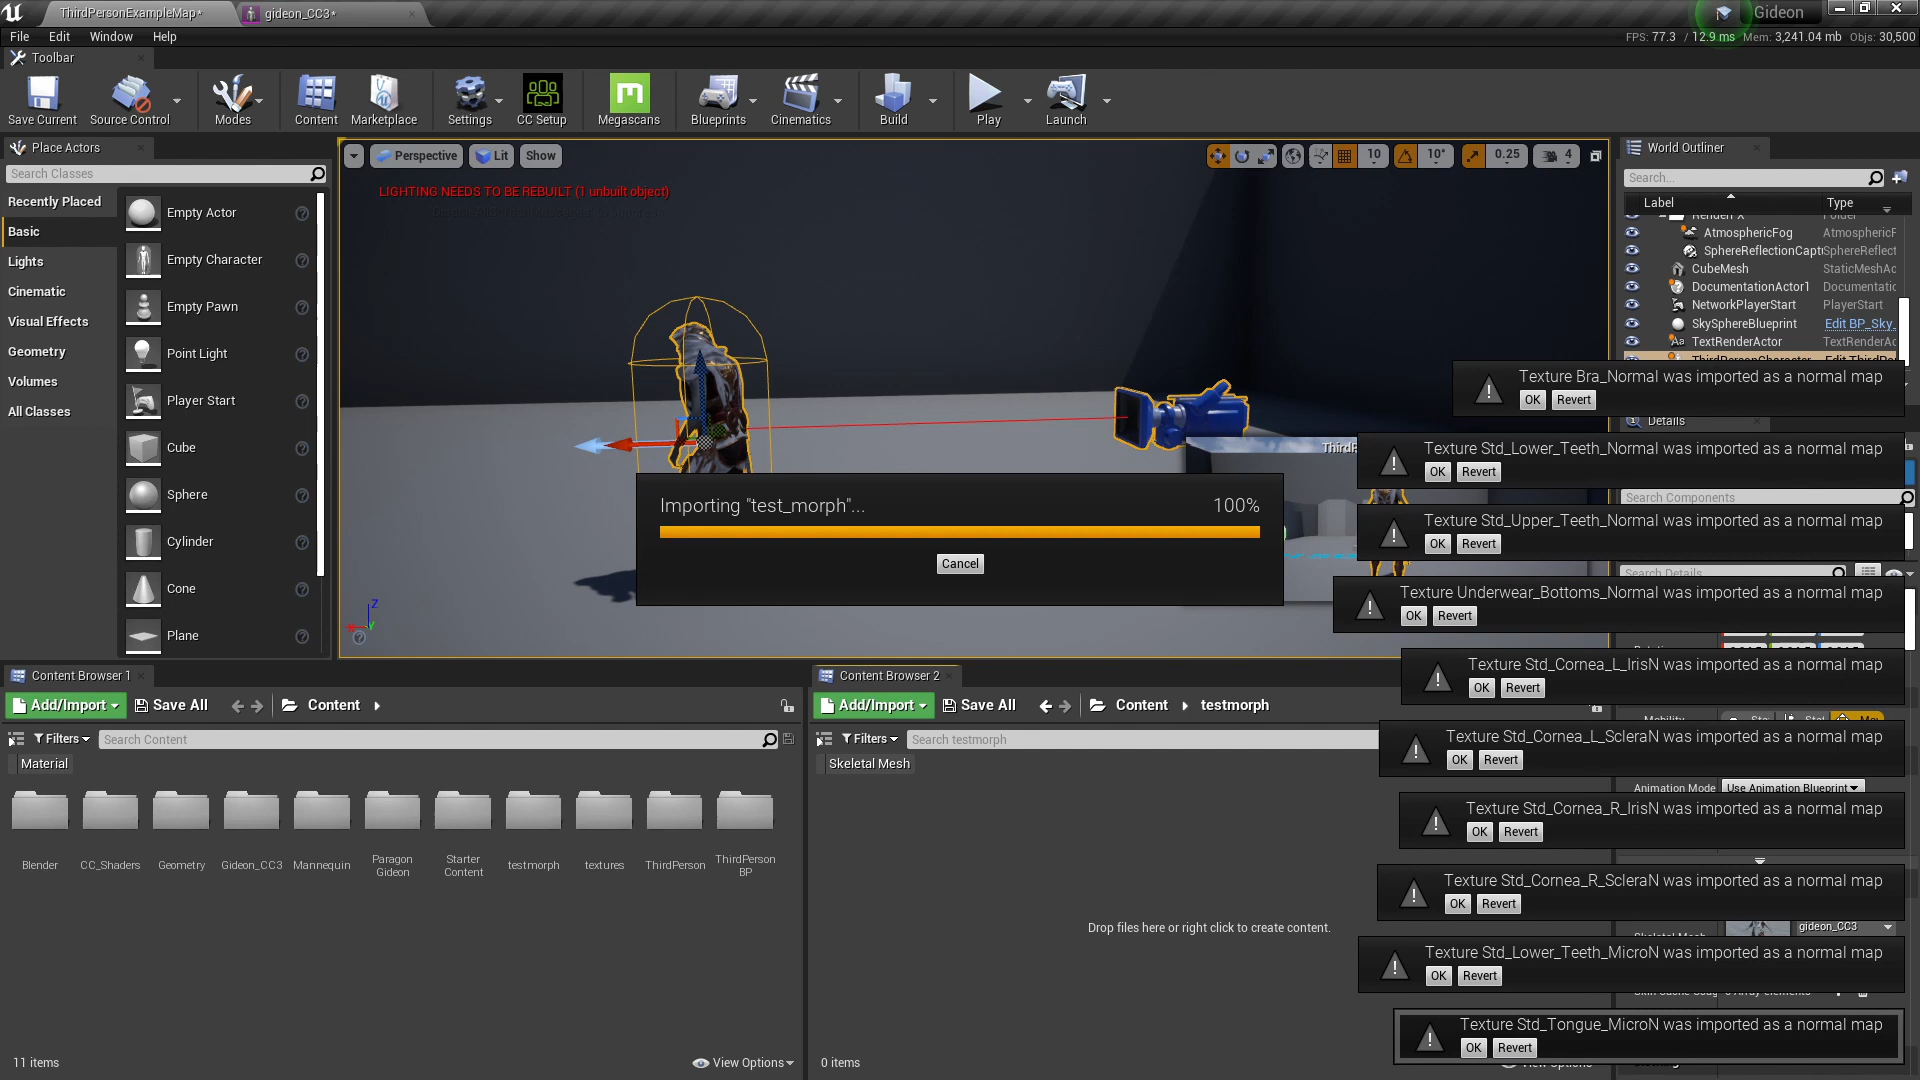 ThirdPersonExampleMap*
gideon_CC3*
Gideon
File Edit Window Help
FPS: 77.3 / 12.9 ms Mem: 3,241.04 mb Objs: 30,500
Toolbar
Save Current
Source Control
Modes
Content
Marketplace
Settings
CC Setup
Megascans
Blueprints
Cinematics
Build
Play
Launch
Place Actors
Search Classes
Recently Placed
Basic
Lights
Cinematic
Visual Effects
Geometry
Volumes
All Classes
Empty Actor
Empty Character
Empty Pawn
Point Light
Player Start
Cube
Sphere
Cylinder
Cone
Plane
Perspective
Lit
Show
10
10°
0.25
4
LIGHTING NEEDS TO BE REBUILT (1 unbuilt object)
Z
Importing "test_morph"... 100%
Cancel
World Outliner
Search...
Label Type
AtmosphericFog AtmosphericF
SphereReflectionCaptu SphereReflect
CubeMesh StaticMeshAc
DocumentationActor1 Documentatic
NetworkPlayerStart PlayerStart
SkySphereBlueprint Edit BP_Sky_
TextRenderActor TextRenderAc
Texture Bra_Normal was imported as a normal map
OK Revert
Details
Texture Std_Lower_Teeth_Normal was imported as a normal map
OK Revert
Search Components
Texture Std_Upper_Teeth_Normal was imported as a normal map
OK Revert
Search Details
Texture Underwear_Bottoms_Normal was imported as a normal map
OK Revert
Texture Std_Cornea_L_IrisN was imported as a normal map
OK Revert
Texture Std_Cornea_L_ScleraN was imported as a normal map
OK Revert
Animation Mode Use Animation Blueprint
Texture Std_Cornea_R_IrisN was imported as a normal map
OK Revert
Texture Std_Cornea_R_ScleraN was imported as a normal map
OK Revert
gideon_CC3
Texture Std_Lower_Teeth_MicroN was imported as a normal map
OK Revert
Texture Std_Tongue_MicroN was imported as a normal map
OK Revert
Content Browser 1
Add/Import Save All Content
Filters Search Content
Material
Blender
CC_Shaders
Geometry
Gideon_CC3
Mannequin
Paragon
Gideon
Starter
Content
testmorph
textures
ThirdPerson
ThirdPerson
BP
11 items
View Options
Content Browser 2
Add/Import Save All Content testmorph
Filters Search testmorph
Skeletal Mesh
Drop files here or right click to create content.
0 items